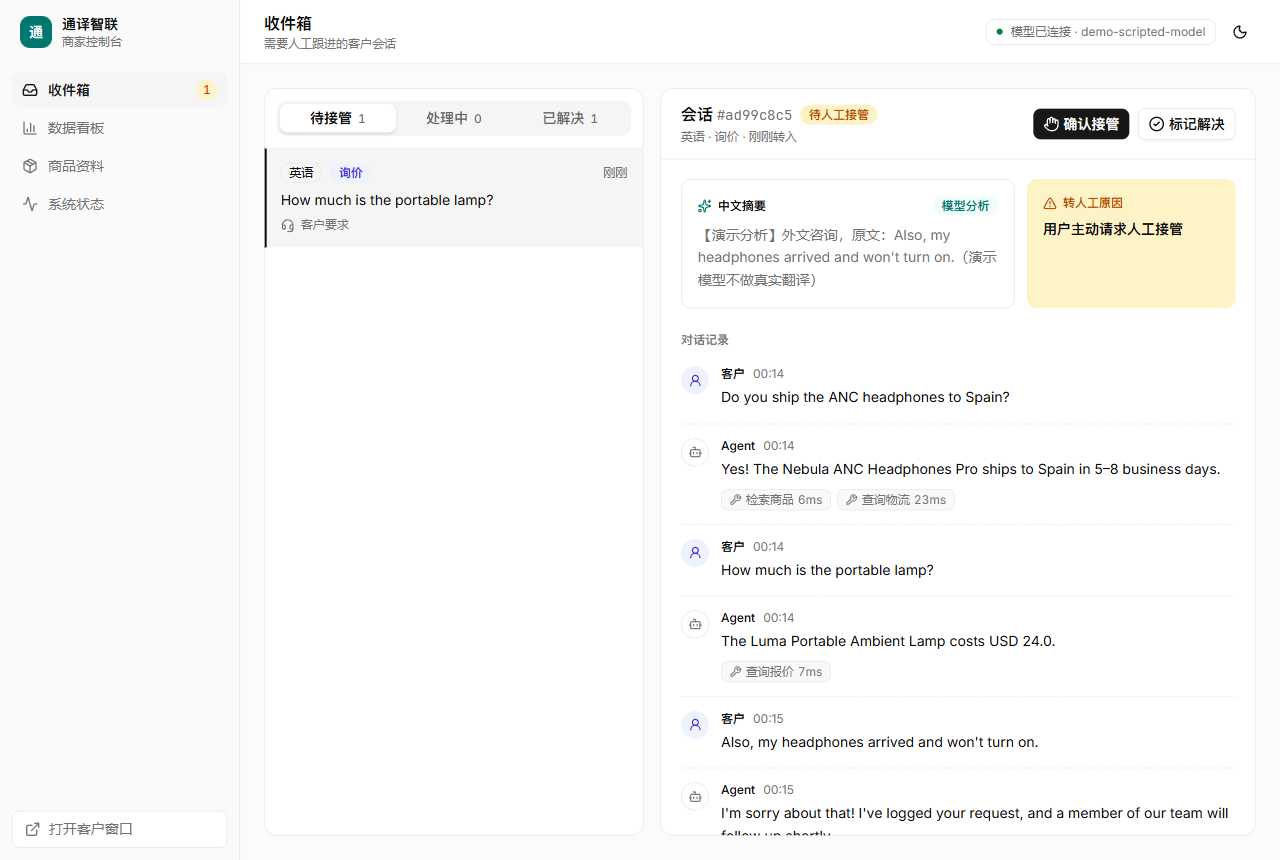 通
通译智联
商家控制台
收件箱 1
数据看板
商品资料
系统状态
打开客户窗口
收件箱
需要人工跟进的客户会话
模型已连接 · demo-scripted-model
待接管 1 处理中 0 已解决 1
英语 询价 刚刚
How much is the portable lamp?
客户要求
会话 #ad99c8c5 待人工接管
英语 · 询价 · 刚刚转入
确认接管 标记解决
中文摘要 模型分析
【演示分析】外文咨询，原文：Also, my
headphones arrived and won't turn on.（演示
模型不做真实翻译）
转人工原因
用户主动请求人工接管
对话记录
客户 00:14
Do you ship the ANC headphones to Spain?
Agent 00:14
Yes! The Nebula ANC Headphones Pro ships to Spain in 5–8 business days.
检索商品 6ms 查询物流 23ms
客户 00:14
How much is the portable lamp?
Agent 00:14
The Luma Portable Ambient Lamp costs USD 24.0.
查询报价 7ms
客户 00:15
Also, my headphones arrived and won't turn on.
Agent 00:15
I'm sorry about that! I've logged your request, and a member of our team will
follow up shortly.